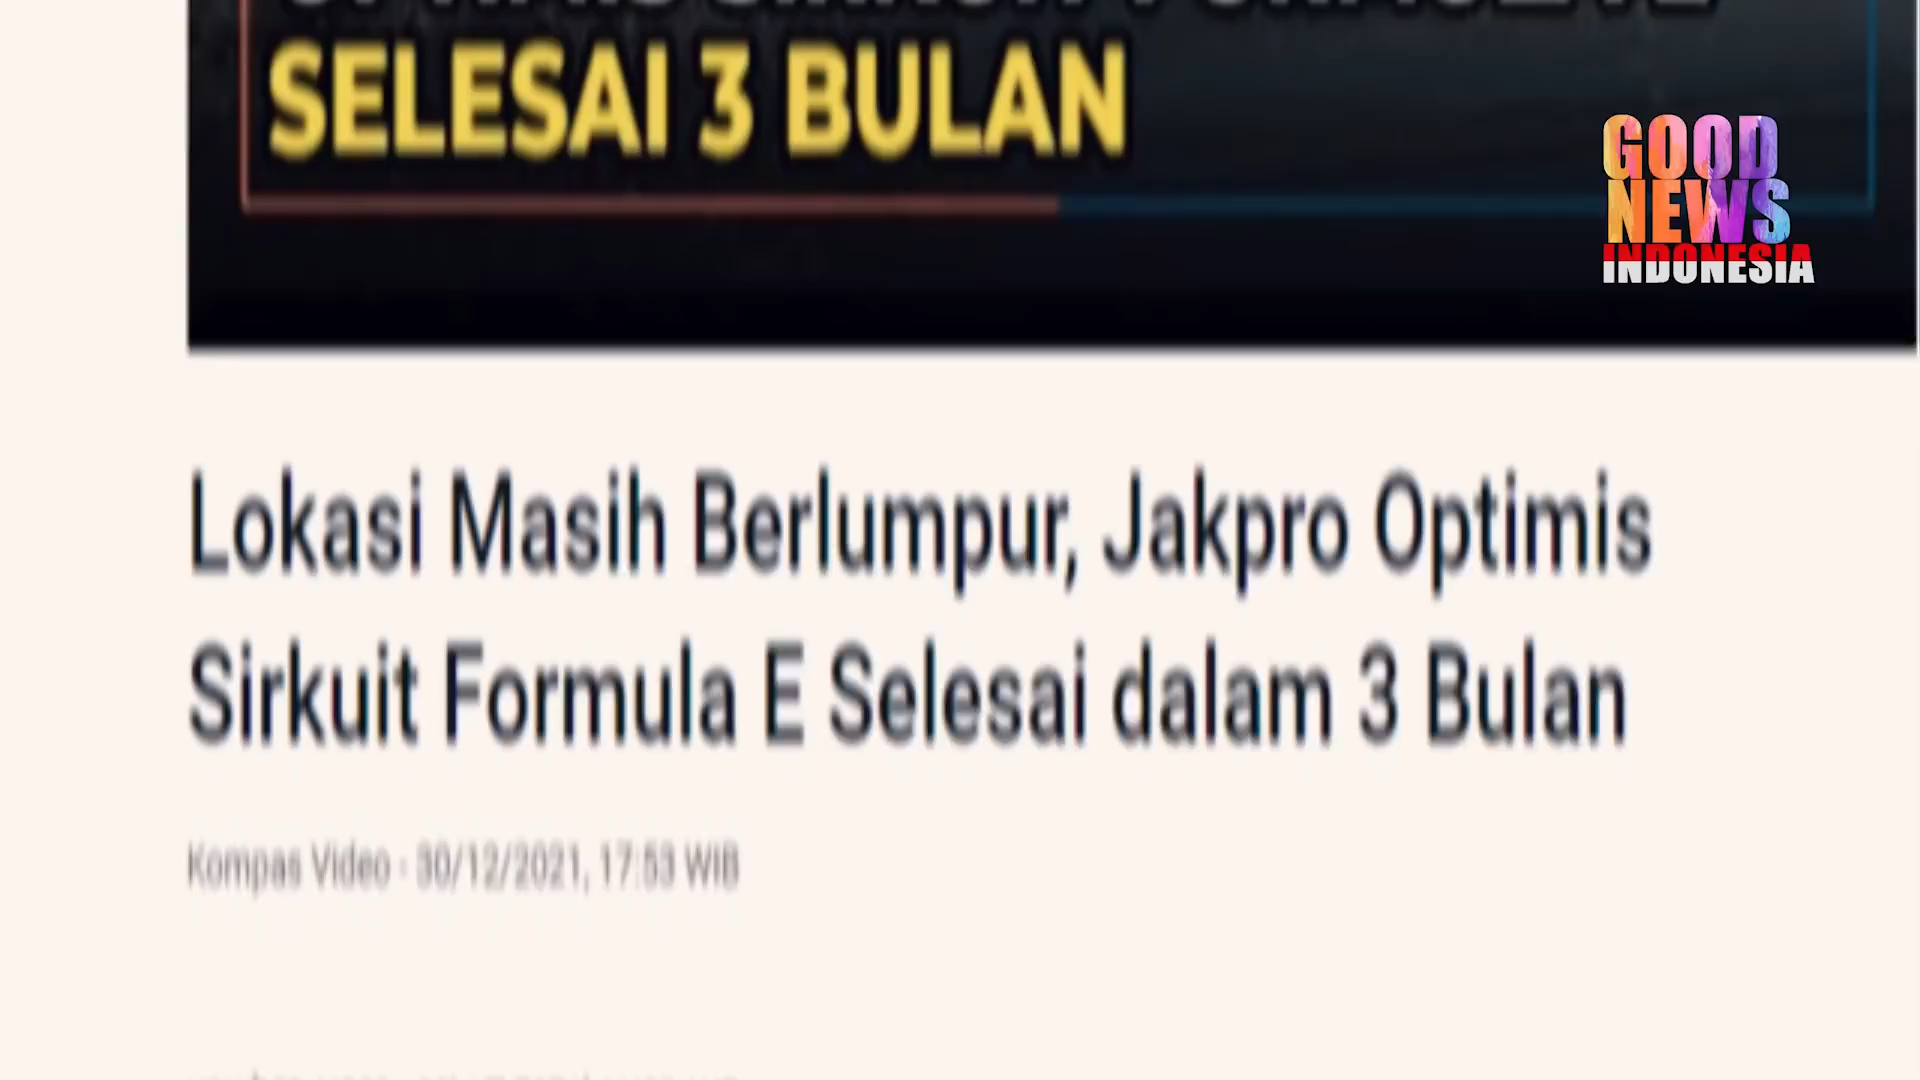 SELESAI 3 BULAN
GOOD
NEWS
INDONESIA
Lokasi Masih Berlumpur, Jakpro Optimis
Sirkuit Formula E Selesai dalam 3 Bulan
Kompas Video - 30/12/2021, 17:53 WIB